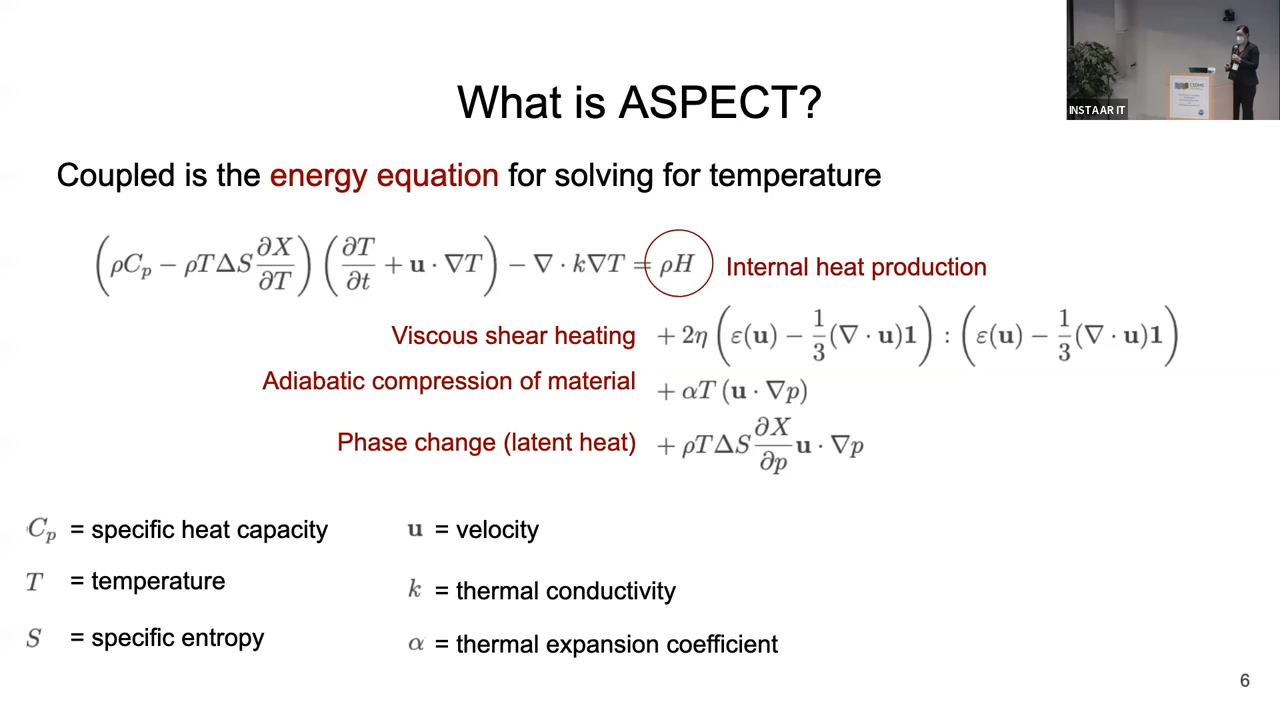 INSTAAR IT
What is ASPECT?
Coupled is the energy equation for solving for temperature
(ρC_p − ρTΔS ∂X/∂T) (∂T/∂t + u · ∇T) − ∇ · k∇T = ρH Internal heat production
Viscous shear heating + 2η (ε(u) − 1/3(∇ · u)1) : (ε(u) − 1/3(∇ · u)1)
Adiabatic compression of material + αT (u · ∇p)
Phase change (latent heat) + ρTΔS ∂X/∂p u · ∇p
C_p = specific heat capacity
T = temperature
S = specific entropy
u = velocity
k = thermal conductivity
α = thermal expansion coefficient
6